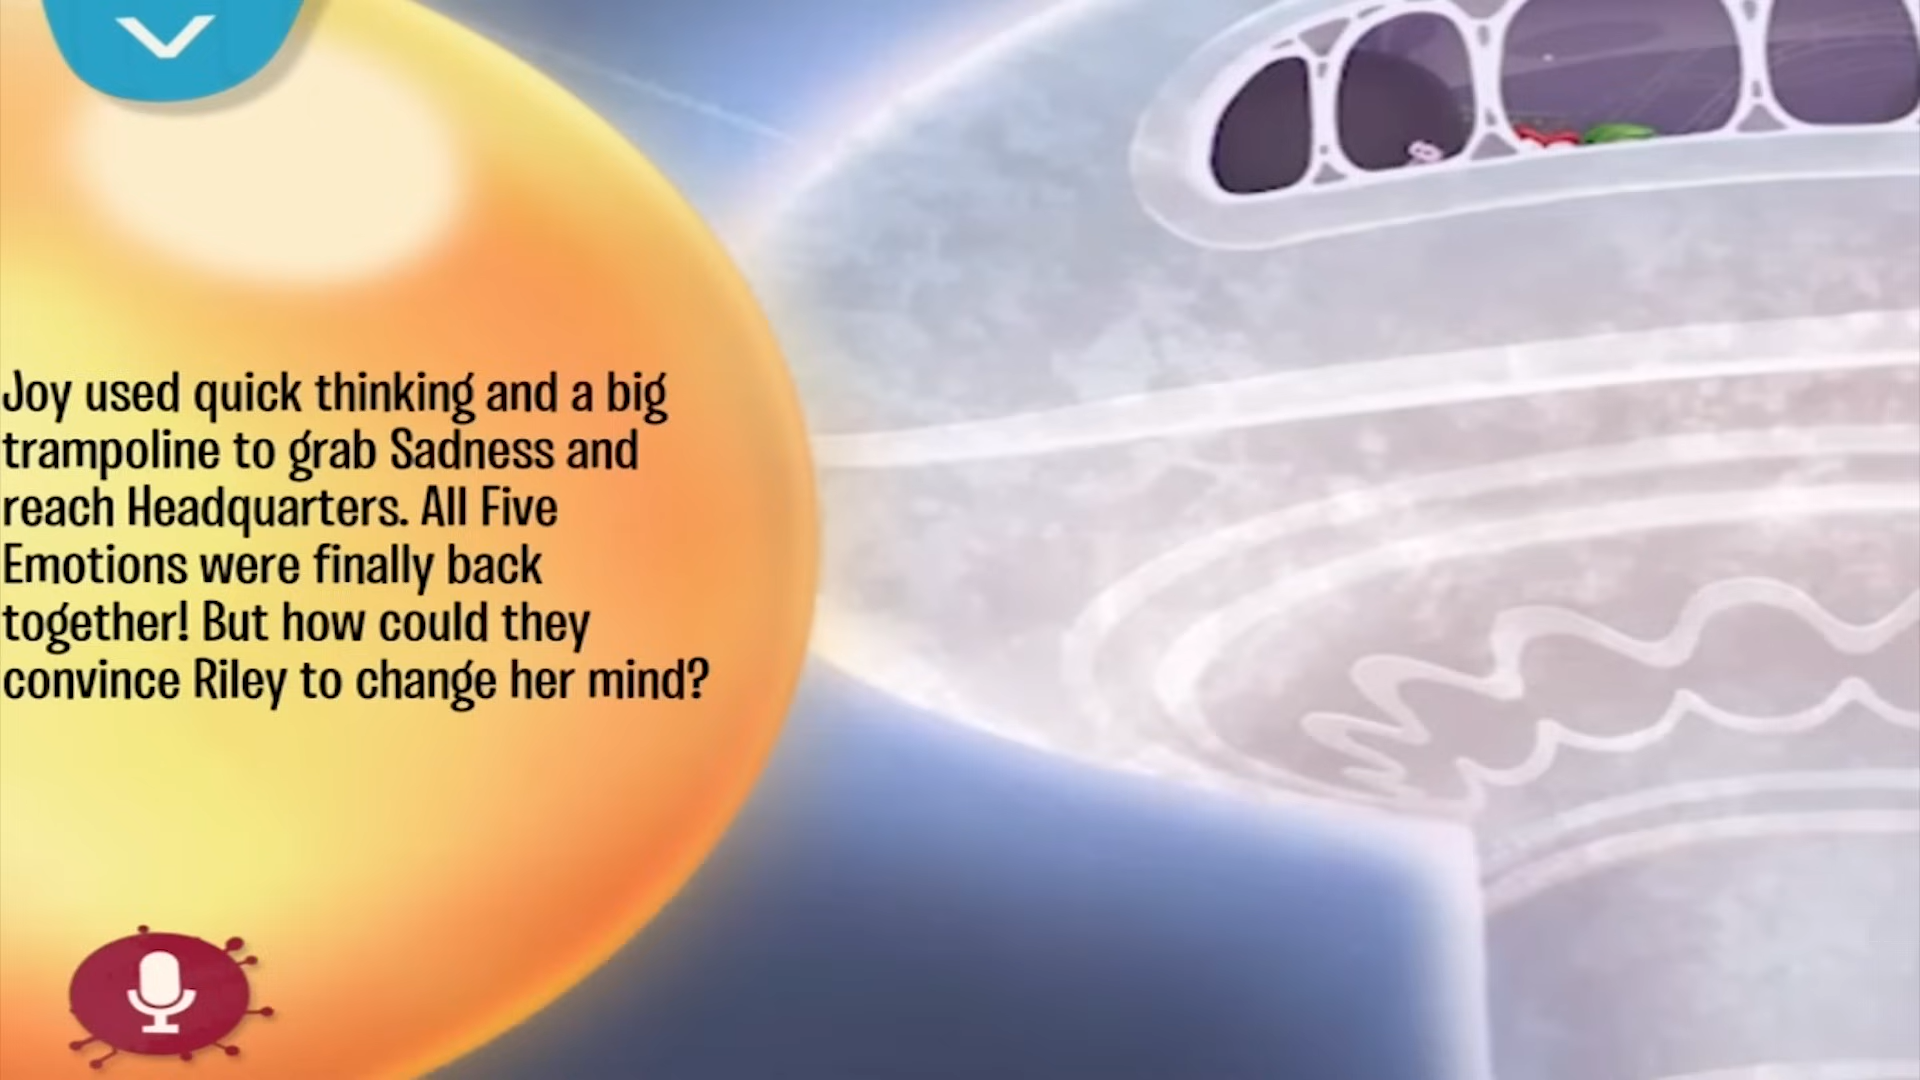 Joy used quick thinking and a big
trampoline to grab Sadness and
reach Headquarters. All Five
Emotions were finally back
together! But how could they
convince Riley to change her mind?